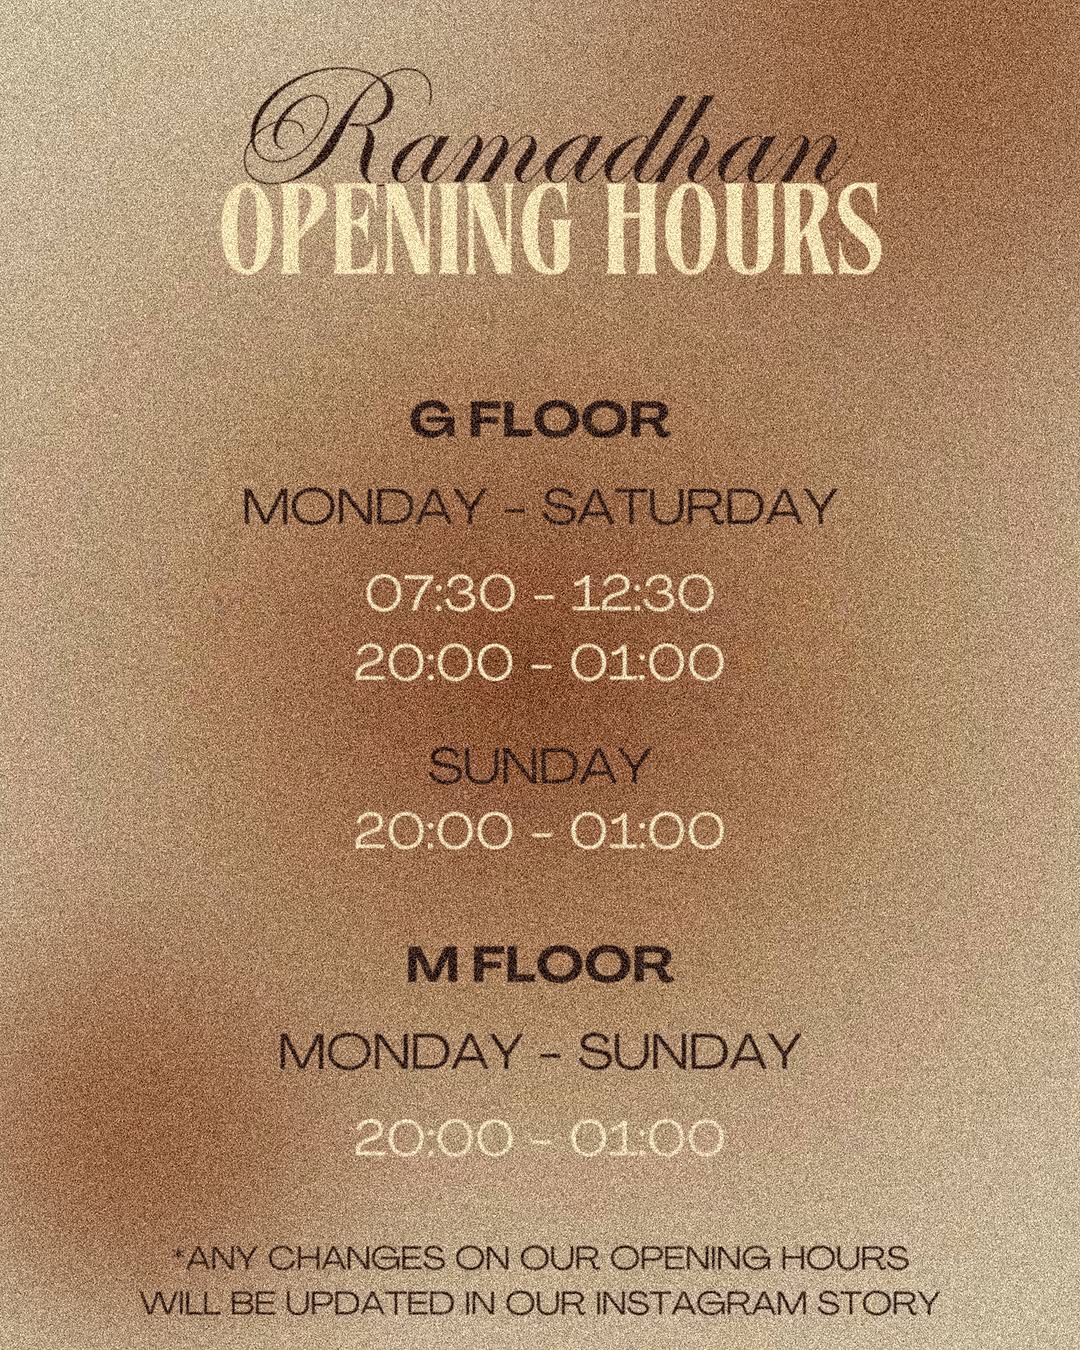 Ramadhan
OPENING HOURS
G FLOOR
MONDAY - SATURDAY
07:30 - 12:30
20:00 - 01:00
SUNDAY
20:00 - 01:00
M FLOOR
MONDAY - SUNDAY
20:00 - 01:00
*ANY CHANGES ON OUR OPENING HOURS
WILL BE UPDATED IN OUR INSTAGRAM STORY